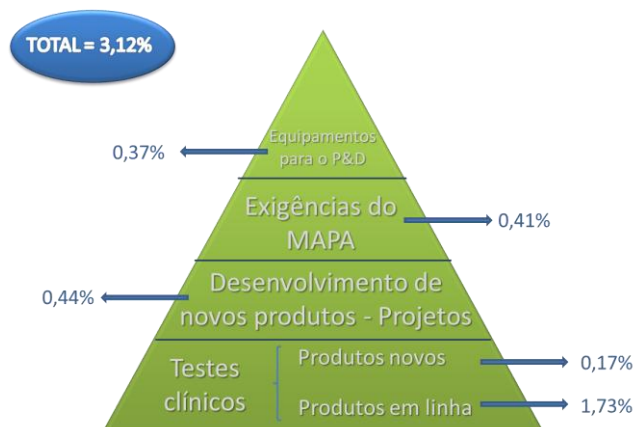 TOTAL = 3,12%
Equipamentos
para o P&D
0,37%
Exigências do
MAPA
0,41%
Desenvolvimento de
novos produtos - Projetos
0,44%
Testes
clínicos
Produtos novos
0,17%
Produtos em linha
1,73%